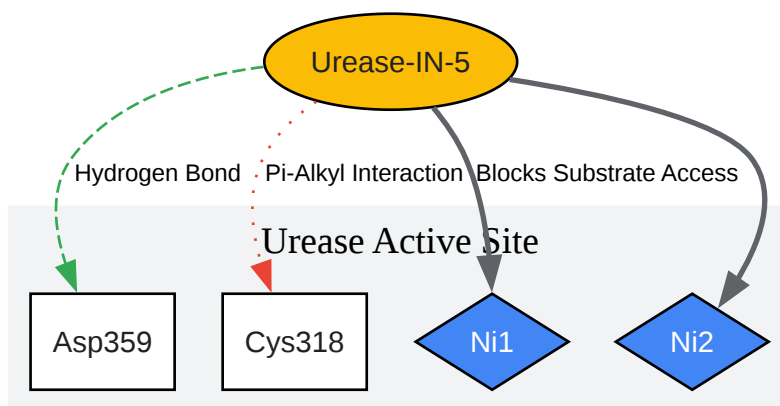 Urease-IN-5
Hydrogen Bond
Pi-Alkyl Interaction
Blocks Substrate Access
Urease Active Site
Asp359
Cys318
Ni1
Ni2